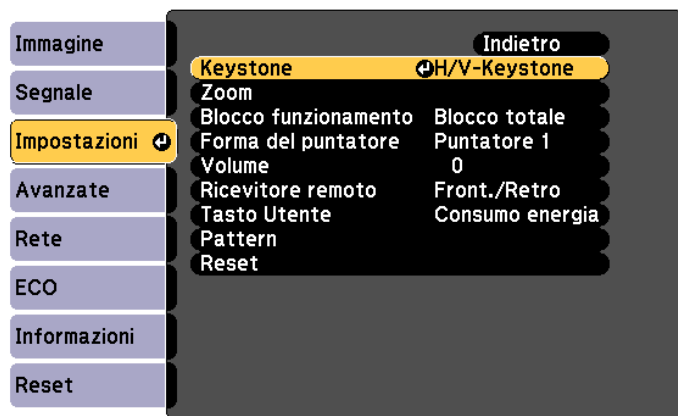 Immagine
Segnale
Impostazioni
Avanzate
Rete
ECO
Informazioni
Reset
Indietro
Keystone H/V-Keystone
Zoom
Blocco funzionamento Blocco totale
Forma del puntatore Puntatore 1
Volume 0
Ricevitore remoto Front./Retro
Tasto Utente Consumo energia
Pattern
Reset